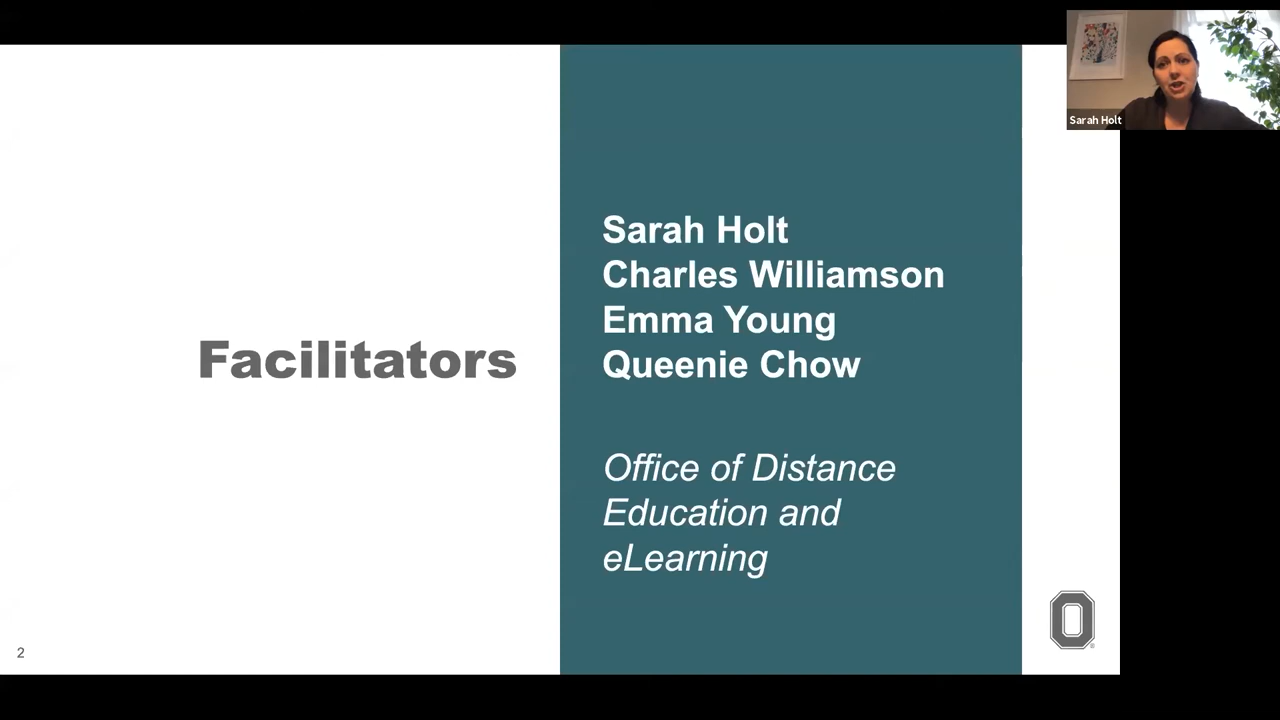 Sarah Holt
Facilitators
Sarah Holt
Charles Williamson
Emma Young
Queenie Chow
Office of Distance
Education and
eLearning
O
2